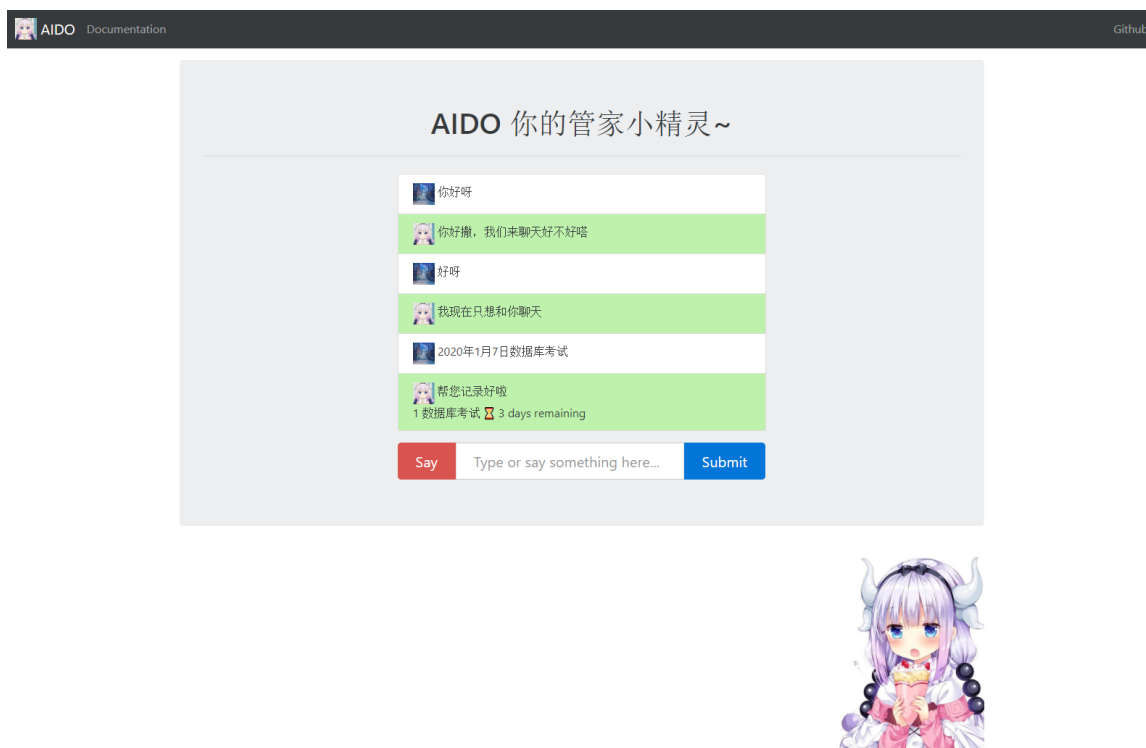 AIDO Documentation Github
AIDO 你的管家小精灵~
你好呀
你好撒，我们来聊天好不好嗒
好呀
我现在只想和你聊天
2020年1月7日数据库考试
帮您记录好啦
1 数据库考试 ⌛ 3 days remaining
Say Type or say something here... Submit